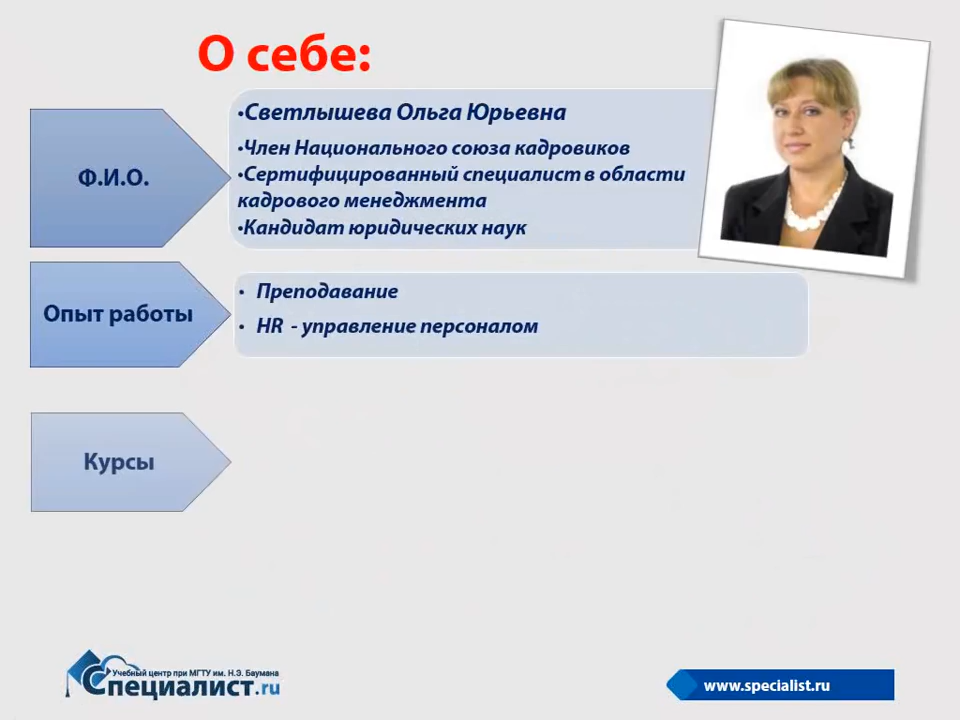 О себе:
Ф.И.О.
•Светлышева Ольга Юрьевна
•Член Национального союза кадровиков
•Сертифицированный специалист в области
кадрового менеджмента
•Кандидат юридических наук
Опыт работы
• Преподавание
• HR - управление персоналом
Курсы
Учебный центр при МГТУ им. Н.Э. Баумана
Специалист.ru
www.specialist.ru